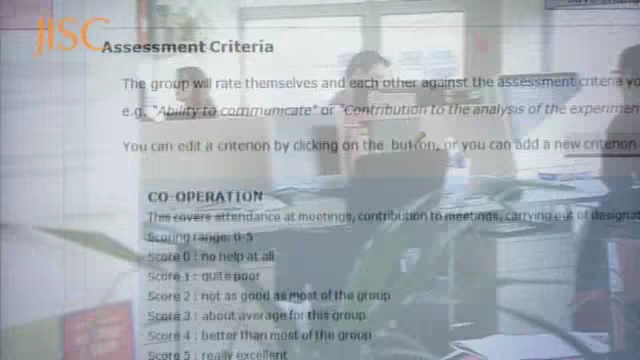 JISC
Assessment Criteria
The group will rate themselves and each other against the assessment criteria yo
e.g. "Ability to communicate" or "Contribution to the analysis of the experimen
You can edit a criterion by clicking on the button, or you can add a new criterion
CO-OPERATION
This covers attendance at meetings, contribution to meetings, carrying out of designat
Scoring range: 0-5
Score 0 : no help at all
Score 1 : quite poor
Score 2 : not as good as most of the group
Score 3 : about average for this group
Score 4 : better than most of the group
Score 5 : really excellent